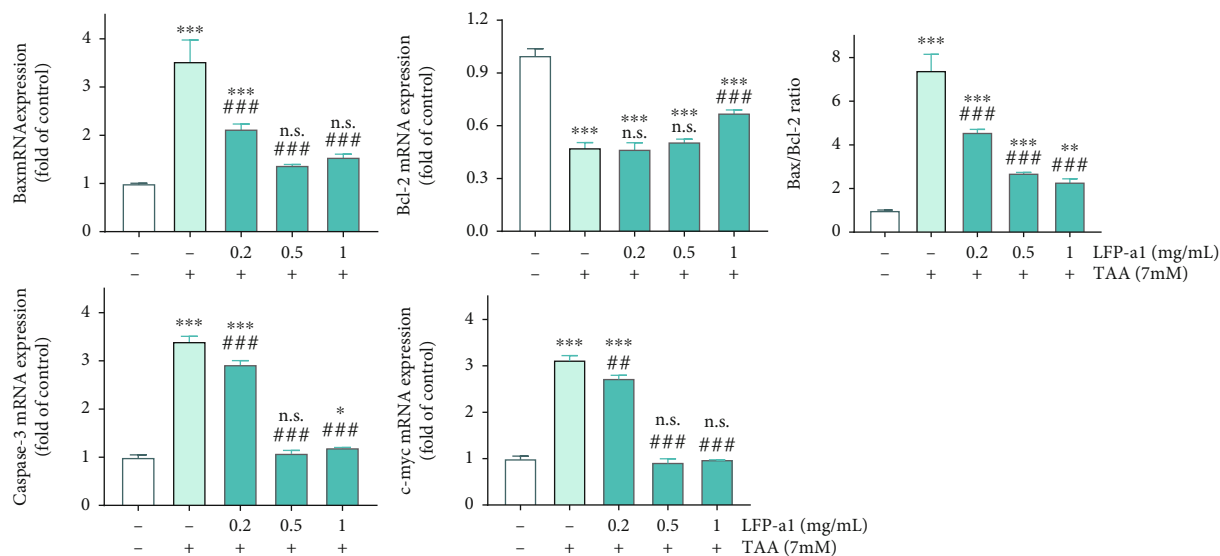 BaxmRNAexpression
(fold of control)
4
3
2
1
0
***
***
###
n.s.
###
n.s.
###
– – 0.2 0.5 1
– + + + +
Bcl-2 mRNA expression
(fold of control)
1.2
0.9
0.6
0.3
0.0
***
***
n.s.
***
n.s.
***
###
– – 0.2 0.5 1
– + + + +
Bax/Bcl-2 ratio
8
6
4
2
0
***
***
###
***
###
**
###
– – 0.2 0.5 1 LFP-a1 (mg/mL)
– + + + + TAA (7mM)
Caspase-3 mRNA expression
(fold of control)
4
3
2
1
0
***
***
###
n.s.
###
*
###
– – 0.2 0.5 1
– + + + +
c-myc mRNA expression
(fold of control)
4
3
2
1
0
***
***
##
n.s.
###
n.s.
###
– – 0.2 0.5 1 LFP-a1 (mg/mL)
– + + + + TAA (7mM)